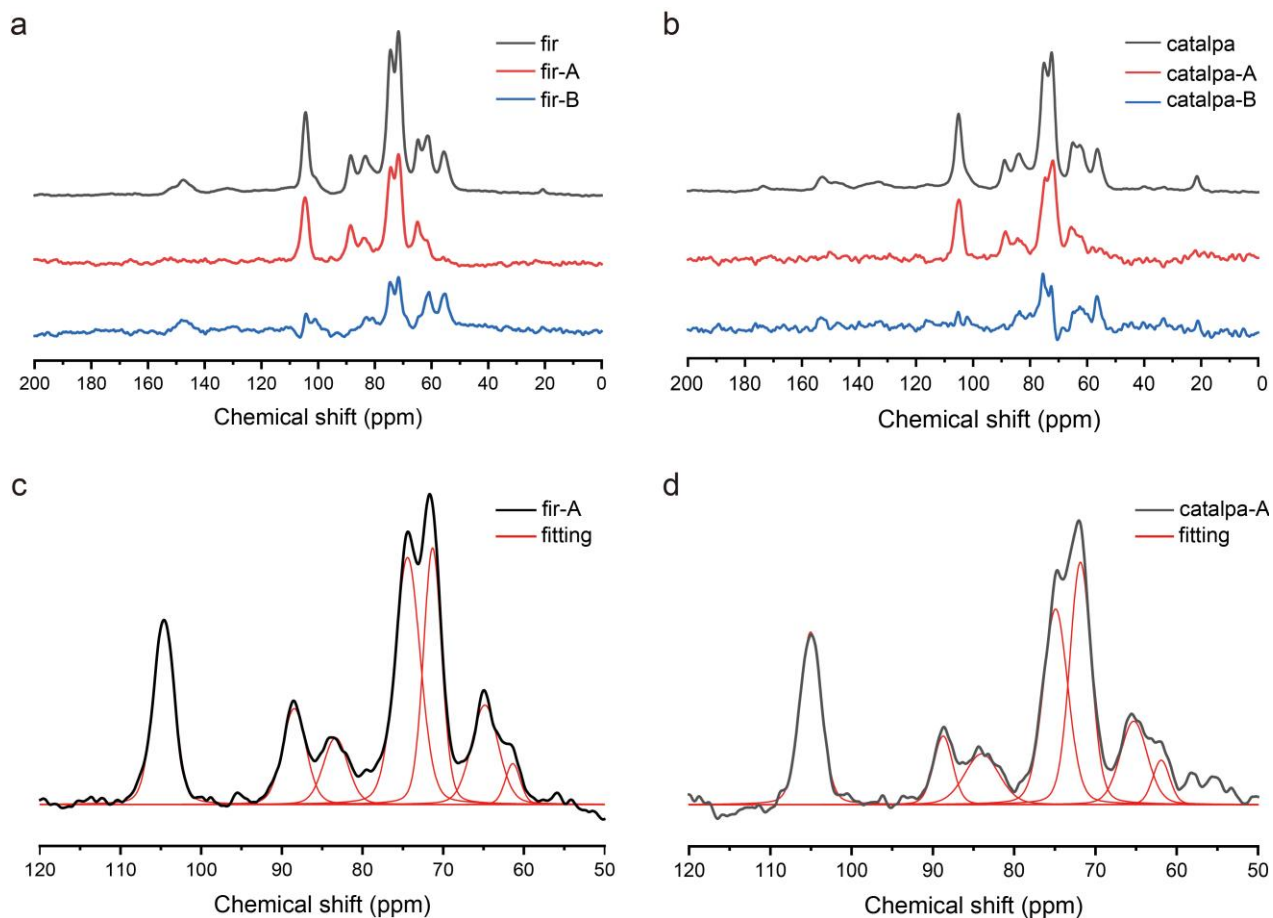 a
fir
fir-A
fir-B
200 180 160 140 120 100 80 60 40 20 0
Chemical shift (ppm)
b
catalpa
catalpa-A
catalpa-B
200 180 160 140 120 100 80 60 40 20 0
Chemical shift (ppm)
c
fir-A
fitting
120 110 100 90 80 70 60 50
Chemical shift (ppm)
d
catalpa-A
fitting
120 110 100 90 80 70 60 50
Chemical shift (ppm)